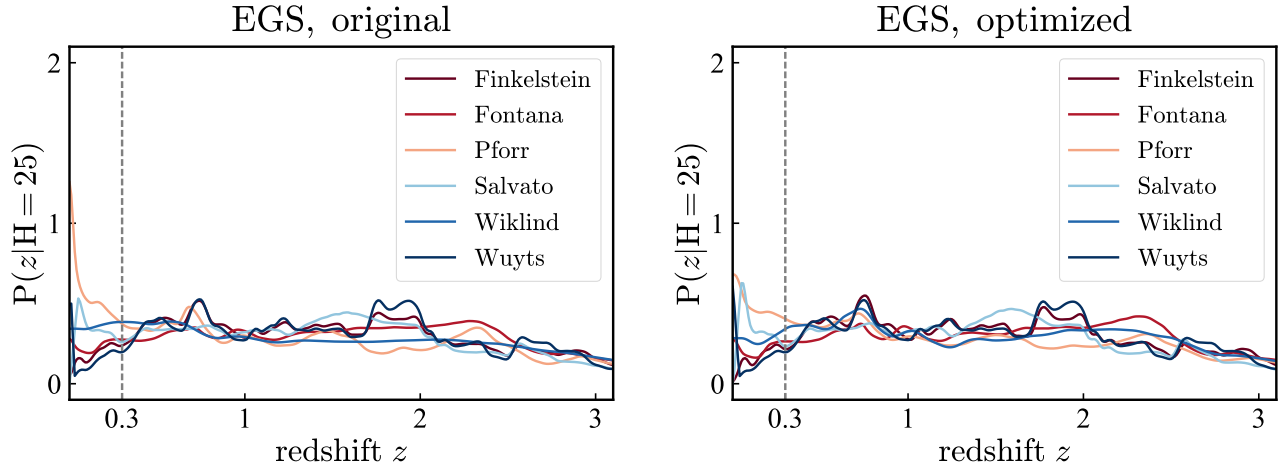 EGS, original
P(z|H = 25)
2
1
0
Finkelstein
Fontana
Pforr
Salvato
Wiklind
Wuyts
0.3
1
2
3
redshift z
EGS, optimized
P(z|H = 25)
2
1
0
Finkelstein
Fontana
Pforr
Salvato
Wiklind
Wuyts
0.3
1
2
3
redshift z